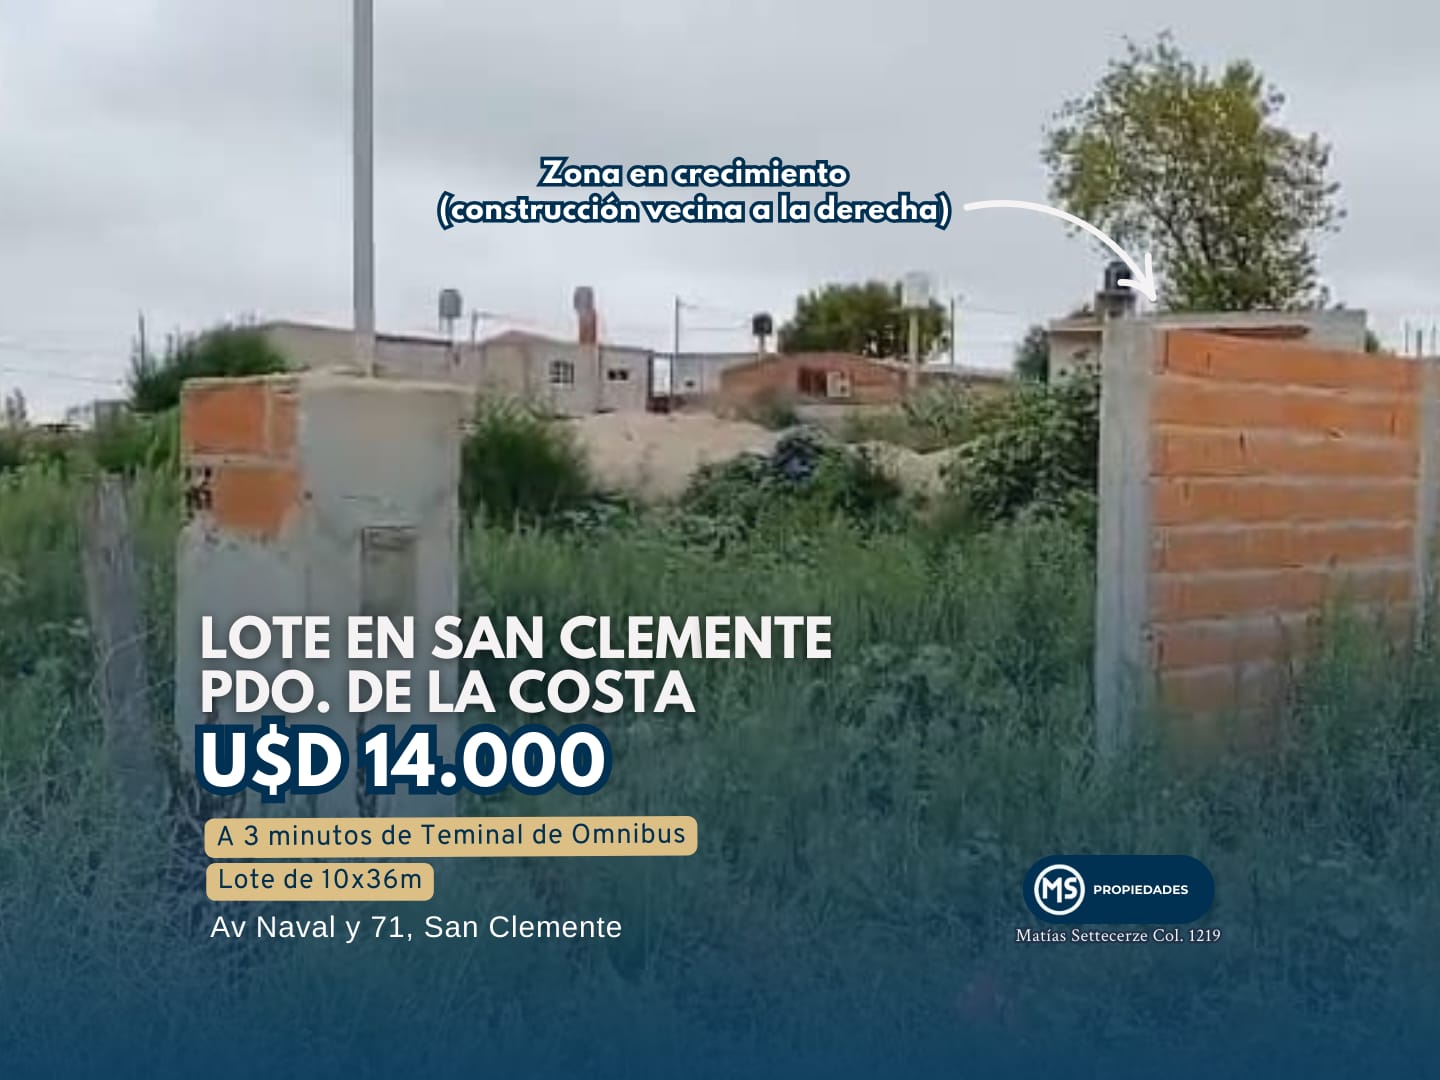 Zona en crecimiento
(construcción vecina a la derecha)
LOTE EN SAN CLEMENTE
PDO. DE LA COSTA
U$D 14.000
A 3 minutos de Teminal de Omnibus
Lote de 10x36m
Av Naval y 71, San Clemente
MS PROPIEDADES
Matías Settecerze Col. 1219